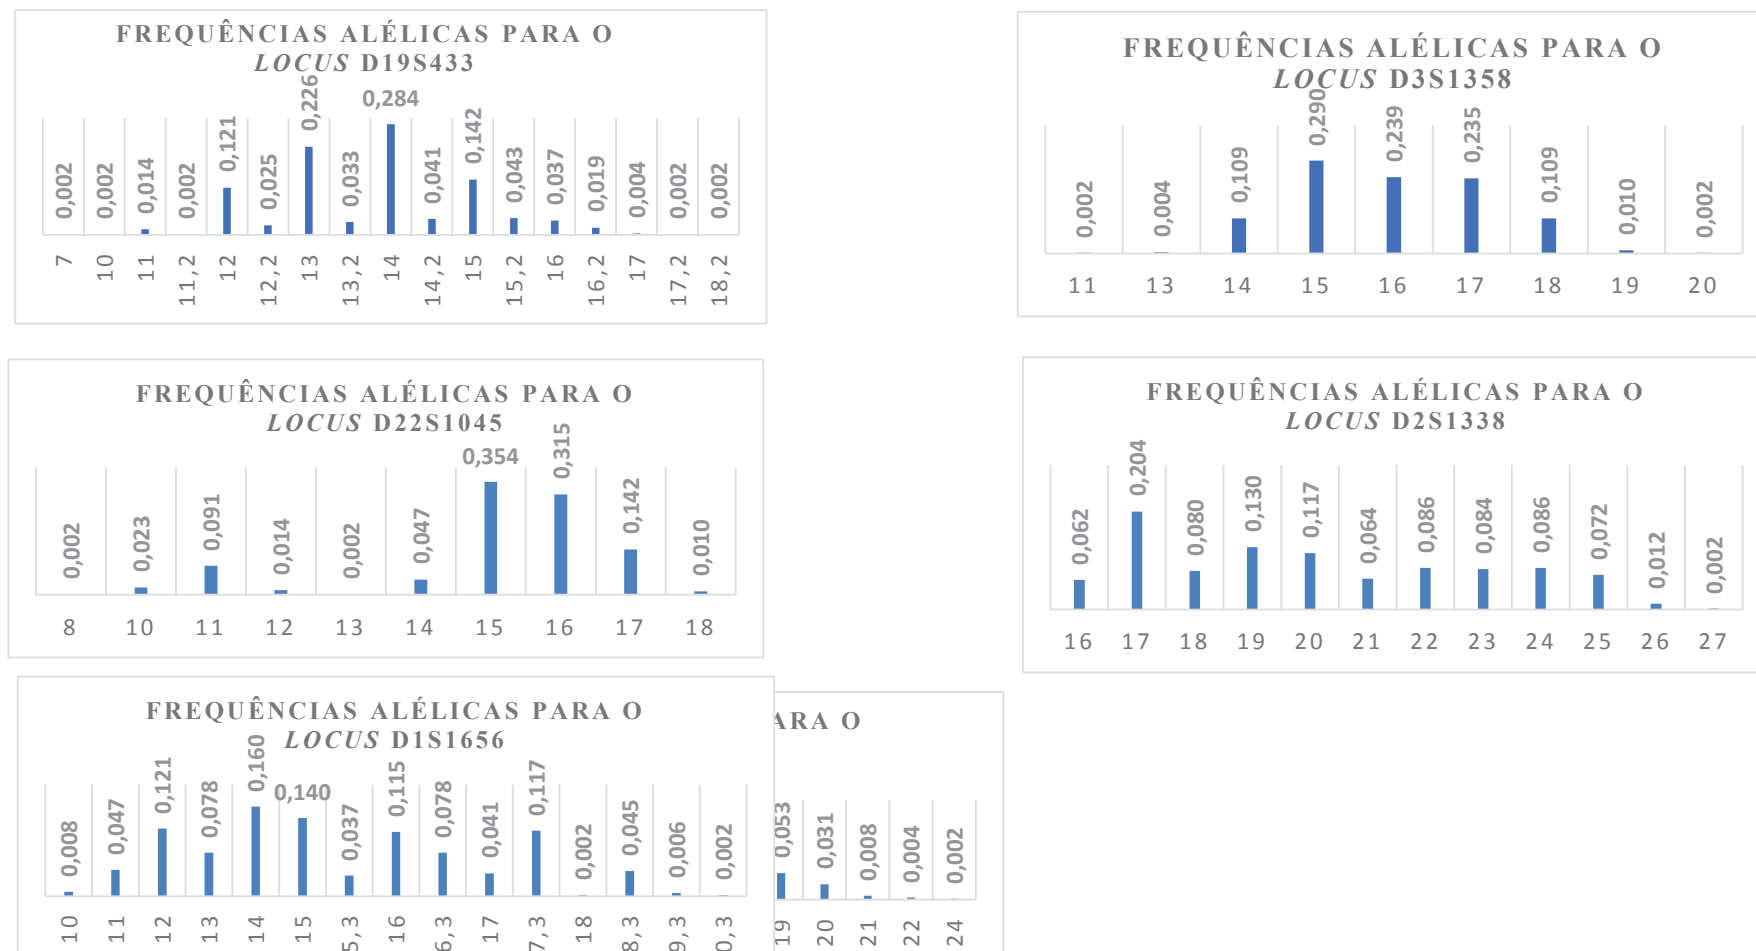 FREQUÊNCIAS ALÉLICAS PARA O
LOCUS D19S433
0,002 0,002 0,014 0,002 0,121 0,025 0,226 0,033 0,284 0,041 0,142 0,043 0,037 0,019 0,004 0,002 0,002
7 10 11 11,2 12 12,2 13 13,2 14 14,2 15 15,2 16 16,2 17 17,2 18,2
FREQUÊNCIAS ALÉLICAS PARA O
LOCUS D3S1358
0,002 0,004 0,109 0,290 0,239 0,235 0,109 0,010 0,002
11 13 14 15 16 17 18 19 20
FREQUÊNCIAS ALÉLICAS PARA O
LOCUS D22S1045
0,002 0,023 0,091 0,014 0,002 0,047 0,354 0,315 0,142 0,010
8 10 11 12 13 14 15 16 17 18
FREQUÊNCIAS ALÉLICAS PARA O
LOCUS D2S1338
0,062 0,204 0,080 0,130 0,117 0,064 0,086 0,084 0,086 0,072 0,012 0,002
16 17 18 19 20 21 22 23 24 25 26 27
FREQUÊNCIAS ALÉLICAS PARA O
LOCUS D1S1656
0,008 0,047 0,121 0,078 0,160 0,140 0,037 0,115 0,078 0,041 0,117 0,002 0,045 0,006 0,002
10 11 12 13 14 15 5,3 16 6,3 17 7,3 18 8,3 9,3 0,3
ARA O
0,053 0,031 0,008 0,004 0,002
19 20 21 22 24